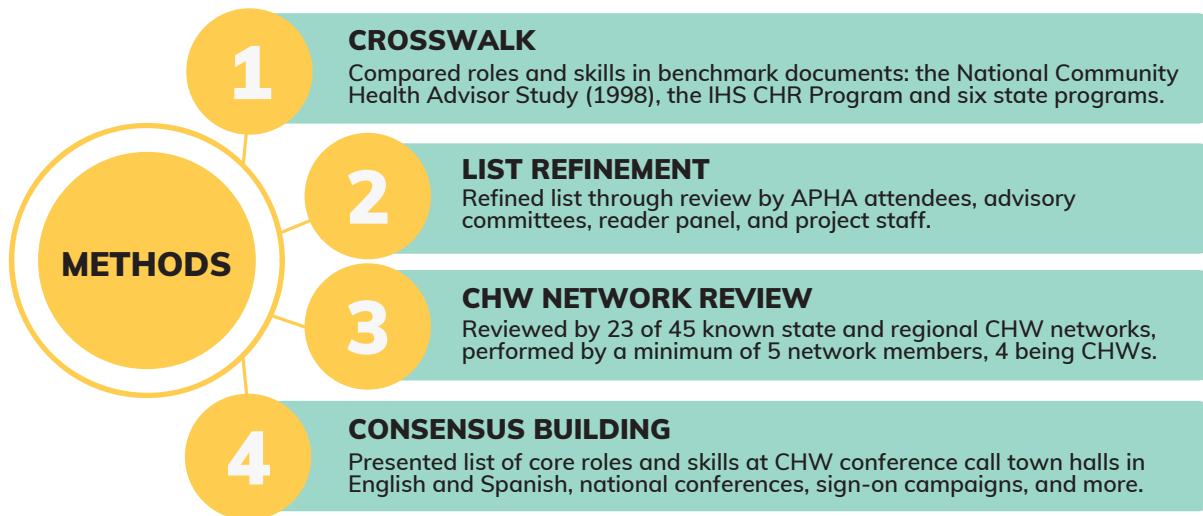 METHODS
1
CROSSWALK
Compared roles and skills in benchmark documents: the National Community
Health Advisor Study (1998), the IHS CHR Program and six state programs.
2
LIST REFINEMENT
Refined list through review by APHA attendees, advisory
committees, reader panel, and project staff.
3
CHW NETWORK REVIEW
Reviewed by 23 of 45 known state and regional CHW networks,
performed by a minimum of 5 network members, 4 being CHWs.
4
CONSENSUS BUILDING
Presented list of core roles and skills at CHW conference call town halls in
English and Spanish, national conferences, sign-on campaigns, and more.